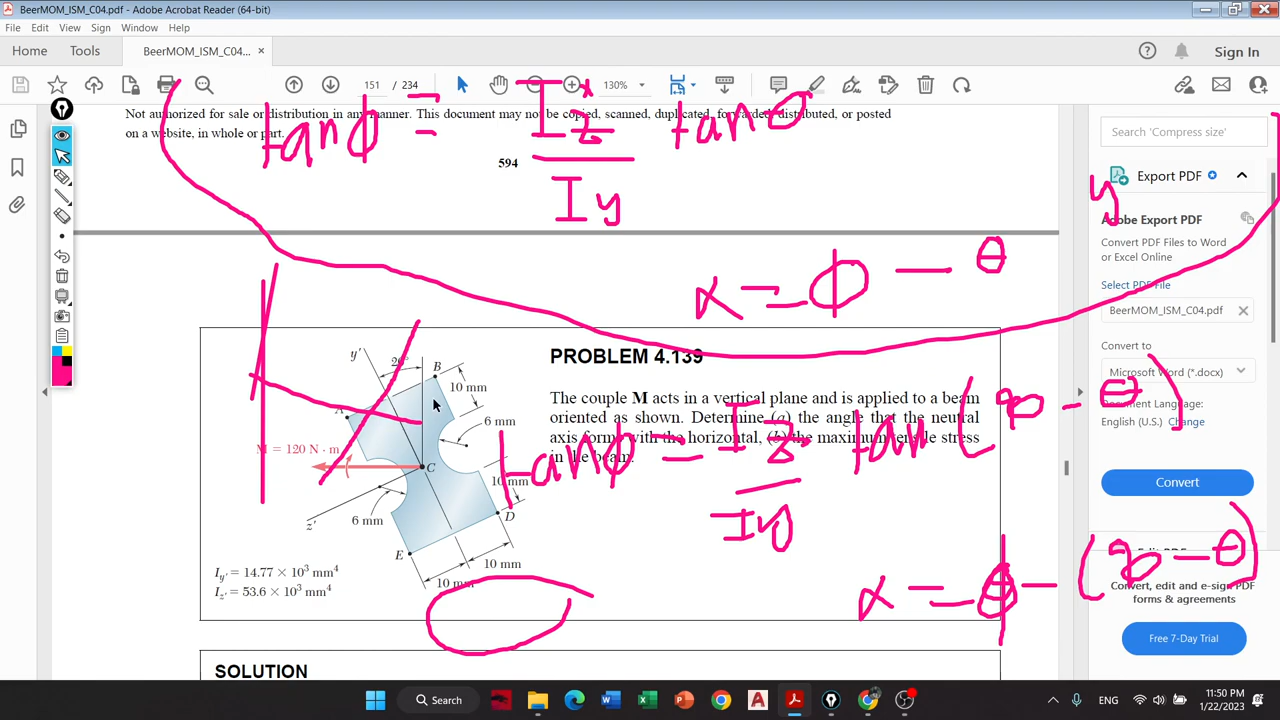 BeerMOM_ISM_C04.pdf - Adobe Acrobat Reader (64-bit)
File Edit View Sign Window Help
Home Tools BeerMOM_ISM_C04... × Sign In
151 / 234 130%
Not authorized for sale or distribution in any manner. This document may not be copied, scanned, duplicated, forwarded, distributed, or posted
on a website, in whole or part.
594
tanϕ = Iz / Iy tanθ
y
α = ϕ − θ
PROBLEM 4.139
The couple M acts in a vertical plane and is applied to a beam
oriented as shown. Determine (a) the angle that the neutral
axis forms with the horizontal, (b) the maximum tensile stress
in the beam.
tanϕ = Iz / Iy tan(90 − θ)
α = ϕ − (90 − θ)
y′
20°
B
10 mm
6 mm
A
M = 120 N · m
C
10 mm
D
z′
6 mm
E
10 mm
10 mm
Iy′ = 14.77 × 10³ mm⁴
Iz′ = 53.6 × 10³ mm⁴
SOLUTION
Search 'Compress size'
Export PDF
Adobe Export PDF
Convert PDF Files to Word
or Excel Online
Select PDF File
BeerMOM_ISM_C04.pdf
Convert to
Microsoft Word (*.docx)
Document Language:
English (U.S.) Change
Convert
Edit PDF
Convert, edit and e-sign PDF
forms & agreements
Free 7-Day Trial
Search
ENG
11:50 PM
1/22/2023